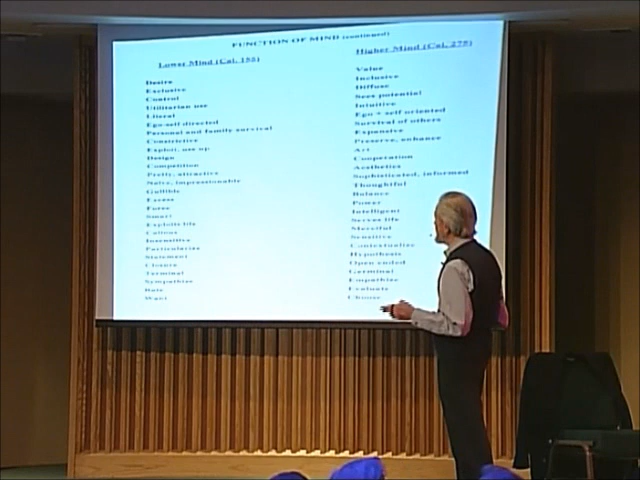 FUNCTION OF MIND (continued)
Lower Mind (Cal. 155)
Desire
Exclusive
Control
Utilitarian use
Literal
Ego-self directed
Personal and family survival
Constrictive
Exploit, use up
Design
Competition
Pretty, attractive
Naïve, impressionable
Gullible
Excess
Force
Smart
Exploits life
Callous
Insensitive
Particularize
Statement
Closure
Terminal
Sympathize
Rate
Want
Higher Mind (Cal. 275)
Value
Inclusive
Diffuse
Sees potential
Intuitive
Ego + self oriented
Survival of others
Expansive
Preserve, enhance
Art
Cooperation
Aesthetics
Sophisticated, informed
Thoughtful
Balance
Power
Intelligent
Serves life
Merciful
Sensitive
Contextualize
Hypothesis
Open ended
Germinal
Empathize
Evaluate
Choose